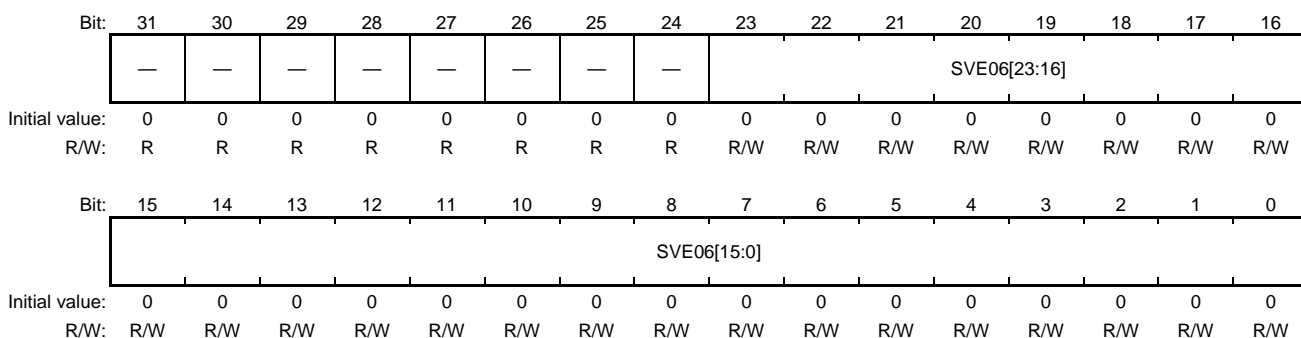 Bit: 31 30 29 28 27 26 25 24 23 22 21 20 19 18 17 16
— — — — — — — — SVE06[23:16]
Initial value: 0 0 0 0 0 0 0 0 0 0 0 0 0 0 0 0
R/W: R R R R R R R R R/W R/W R/W R/W R/W R/W R/W R/W
Bit: 15 14 13 12 11 10 9 8 7 6 5 4 3 2 1 0
SVE06[15:0]
Initial value: 0 0 0 0 0 0 0 0 0 0 0 0 0 0 0 0
R/W: R/W R/W R/W R/W R/W R/W R/W R/W R/W R/W R/W R/W R/W R/W R/W R/W